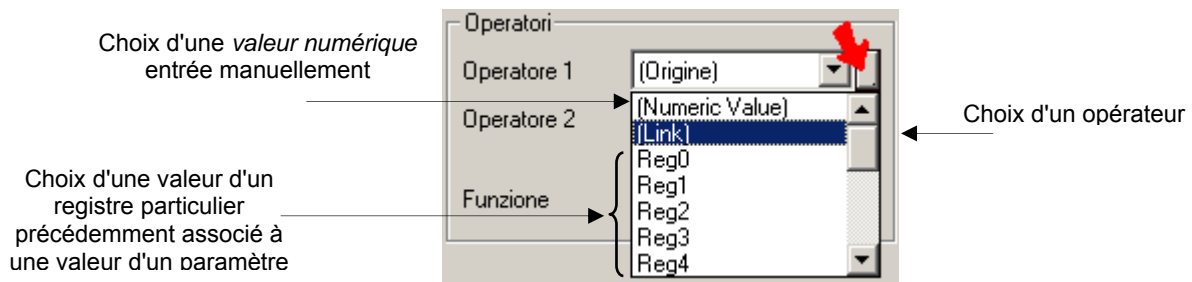 Choix d'une valeur numérique
entrée manuellement
Choix d'une valeur d'un
registre particulier
précédemment associé à
une valeur d'un paramètre
Operatori
Operatore 1
(Origine)
Operatore 2
(Numeric Value)
(Link)
Reg0
Reg1
Reg2
Reg3
Reg4
Funzione
Choix d'un opérateur